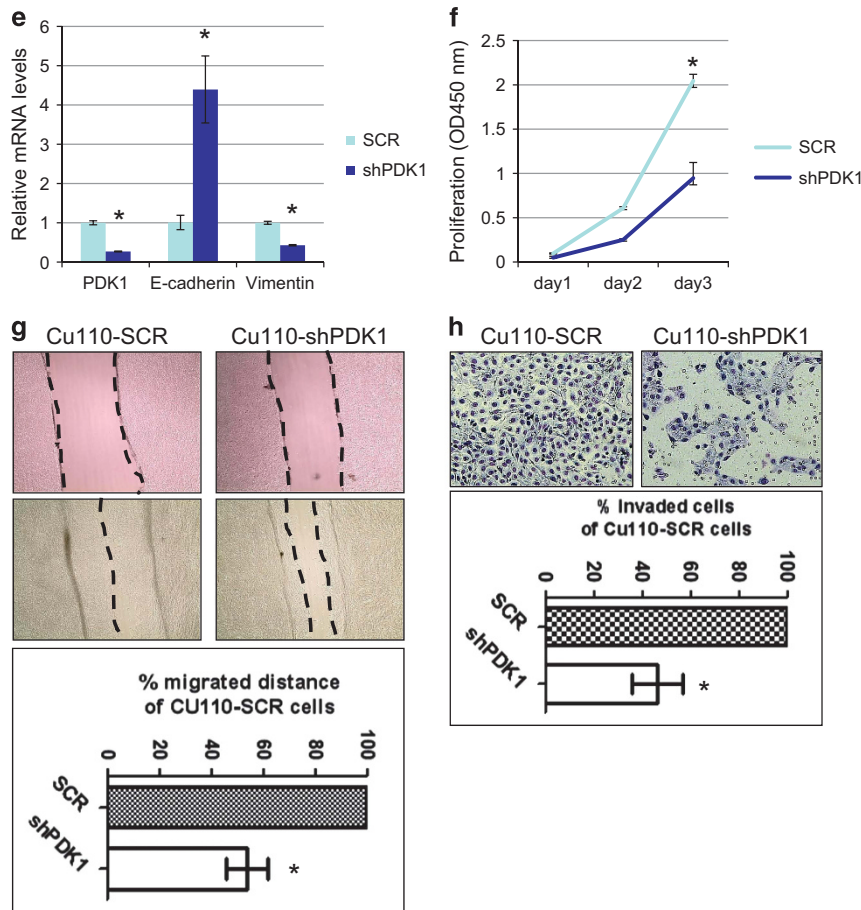 e
Relative mRNA levels
6
5
4
3
2
1
0
*
*
*
PDK1 E-cadherin Vimentin
SCR
shPDK1
f
Proliferation (OD450 nm)
2.5
2
1.5
1
0.5
0
*
day1 day2 day3
SCR
shPDK1
g
Cu110-SCR Cu110-shPDK1
% migrated distance
of CU110-SCR cells
0 20 40 60 80 100
SCR
shPDK1
*
h
Cu110-SCR Cu110-shPDK1
% Invaded cells
of Cu110-SCR cells
0 20 40 60 80 100
SCR
shPDK1
*